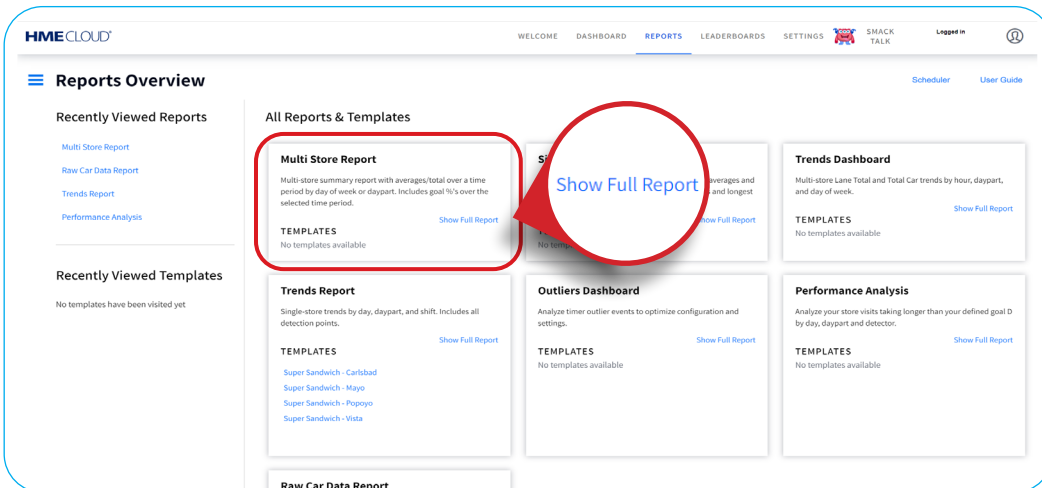 HMECLOUD®
WELCOME DASHBOARD REPORTS LEADERBOARDS SETTINGS SMACK TALK Logged in
Reports Overview
Scheduler User Guide
Recently Viewed Reports
Multi Store Report
Raw Car Data Report
Trends Report
Performance Analysis
Recently Viewed Templates
No templates have been visited yet
All Reports & Templates
Multi Store Report
Multi-store summary report with averages/total over a time
period by day of week or daypart. Includes goal %'s over the
selected time period.
Show Full Report
TEMPLATES
No templates available
Show Full Report
averages and
and longest
Show Full Report
Trends Dashboard
Multi-store Lane Total and Total Car trends by hour, daypart,
and day of week.
Show Full Report
TEMPLATES
No templates available
Trends Report
Single-store trends by day, daypart, and shift. Includes all
detection points.
Show Full Report
TEMPLATES
Super Sandwich - Carlsbad
Super Sandwich - Mayo
Super Sandwich - Popoyo
Super Sandwich - Vista
Outliers Dashboard
Analyze timer outlier events to optimize configuration and
settings.
Show Full Report
TEMPLATES
No templates available
Performance Analysis
Analyze your store visits taking longer than your defined goal D
by day, daypart and detector.
Show Full Report
TEMPLATES
No templates available
Raw Car Data Report